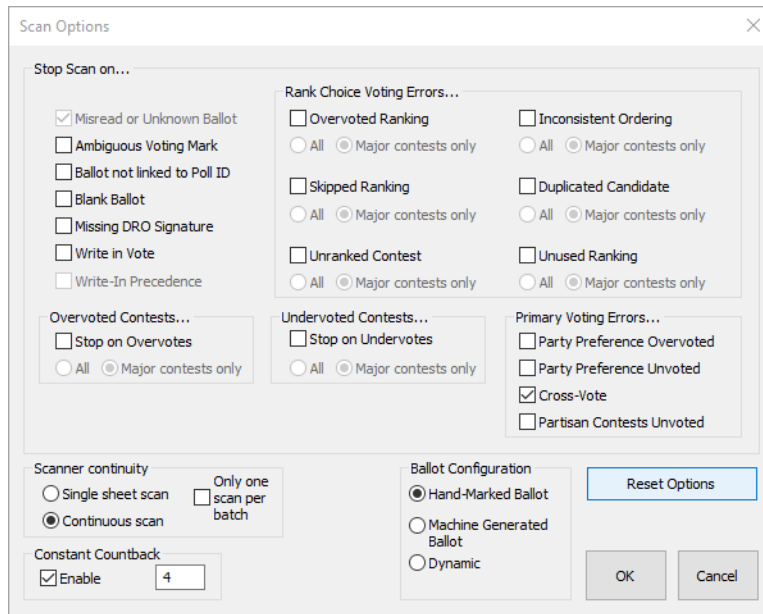 Scan Options
Stop Scan on...
Misread or Unknown Ballot
Ambiguous Voting Mark
Ballot not linked to Poll ID
Blank Ballot
Missing DRO Signature
Write in Vote
Write-In Precedence
Rank Choice Voting Errors...
Overvoted Ranking
All Major contests only
Inconsistent Ordering
All Major contests only
Skipped Ranking
All Major contests only
Duplicated Candidate
All Major contests only
Unranked Contest
All Major contests only
Unused Ranking
All Major contests only
Overvoted Contests...
Stop on Overvotes
All Major contests only
Undervoted Contests...
Stop on Undervotes
All Major contests only
Primary Voting Errors...
Party Preference Overvoted
Party Preference Unvoted
Cross-Vote
Partisan Contests Unvoted
Scanner continuity
Single sheet scan
Continuous scan
Only one
scan per
batch
Constant Countback
Enable 4
Ballot Configuration
Hand-Marked Ballot
Machine Generated
Ballot
Dynamic
Reset Options
OK
Cancel